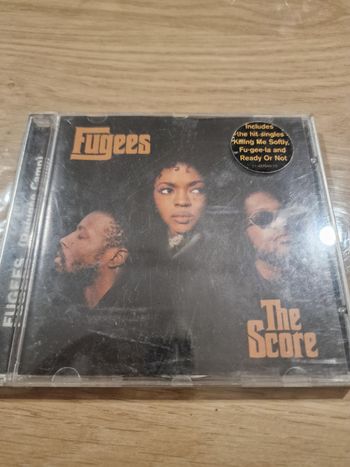 Fugees
Includes
the hit singles
Killing Me Softly,
Fu-gee-la and
Ready Or Not
FUGEES
The
Score